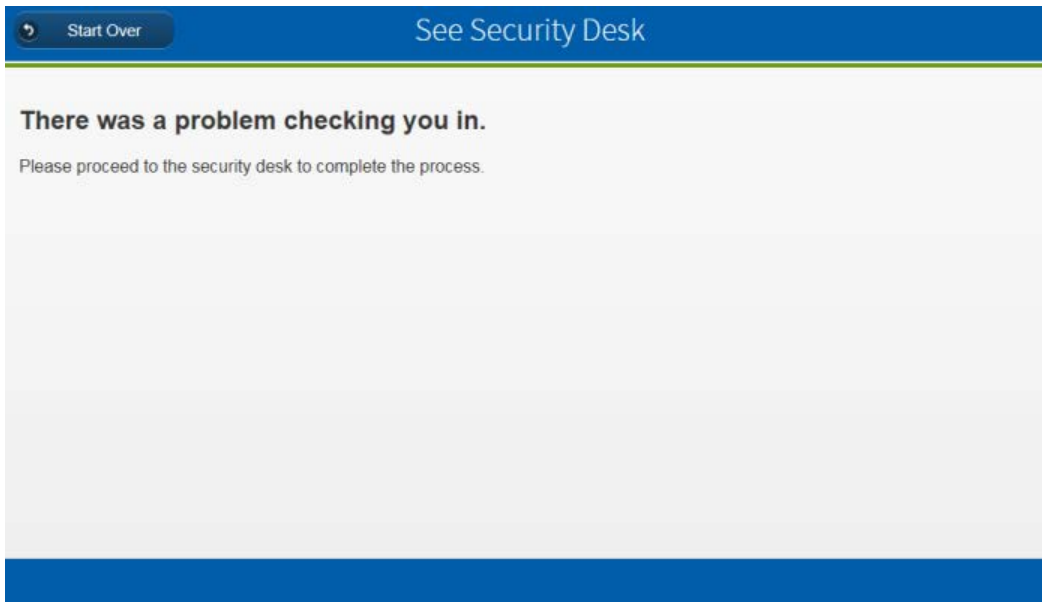 Start Over
See Security Desk
There was a problem checking you in.
Please proceed to the security desk to complete the process.